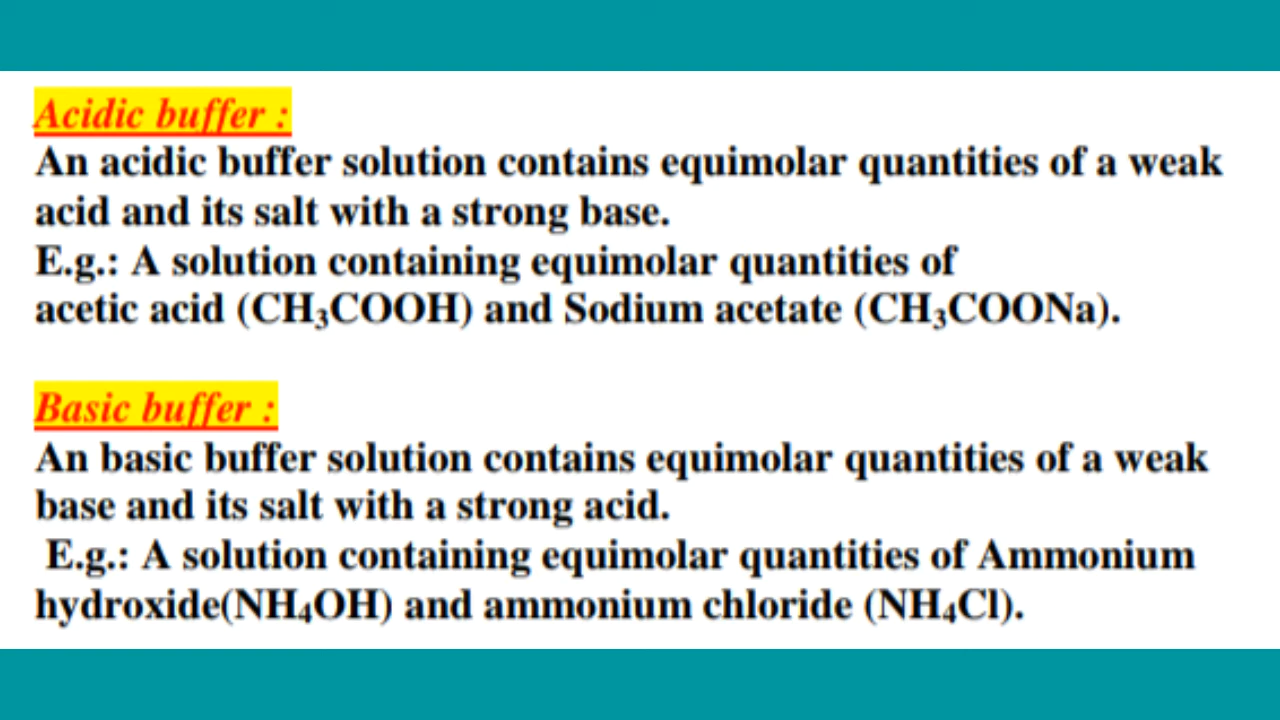 Acidic buffer :
An acidic buffer solution contains equimolar quantities of a weak
acid and its salt with a strong base.
E.g.: A solution containing equimolar quantities of
acetic acid (CH₃COOH) and Sodium acetate (CH₃COONa).
Basic buffer :
An basic buffer solution contains equimolar quantities of a weak
base and its salt with a strong acid.
E.g.: A solution containing equimolar quantities of Ammonium
hydroxide(NH₄OH) and ammonium chloride (NH₄Cl).